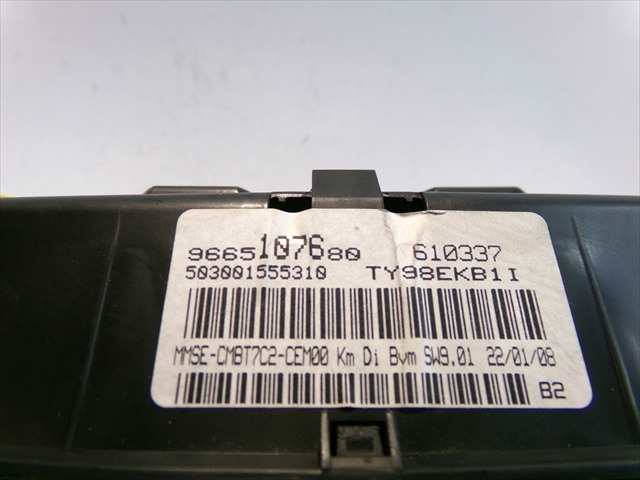 9665107680 610337
503001555310 TY98EKB1I
MMSE-CMBT7C2-CEM00 Km Di Bvm SW9.01 22/01/08
B2